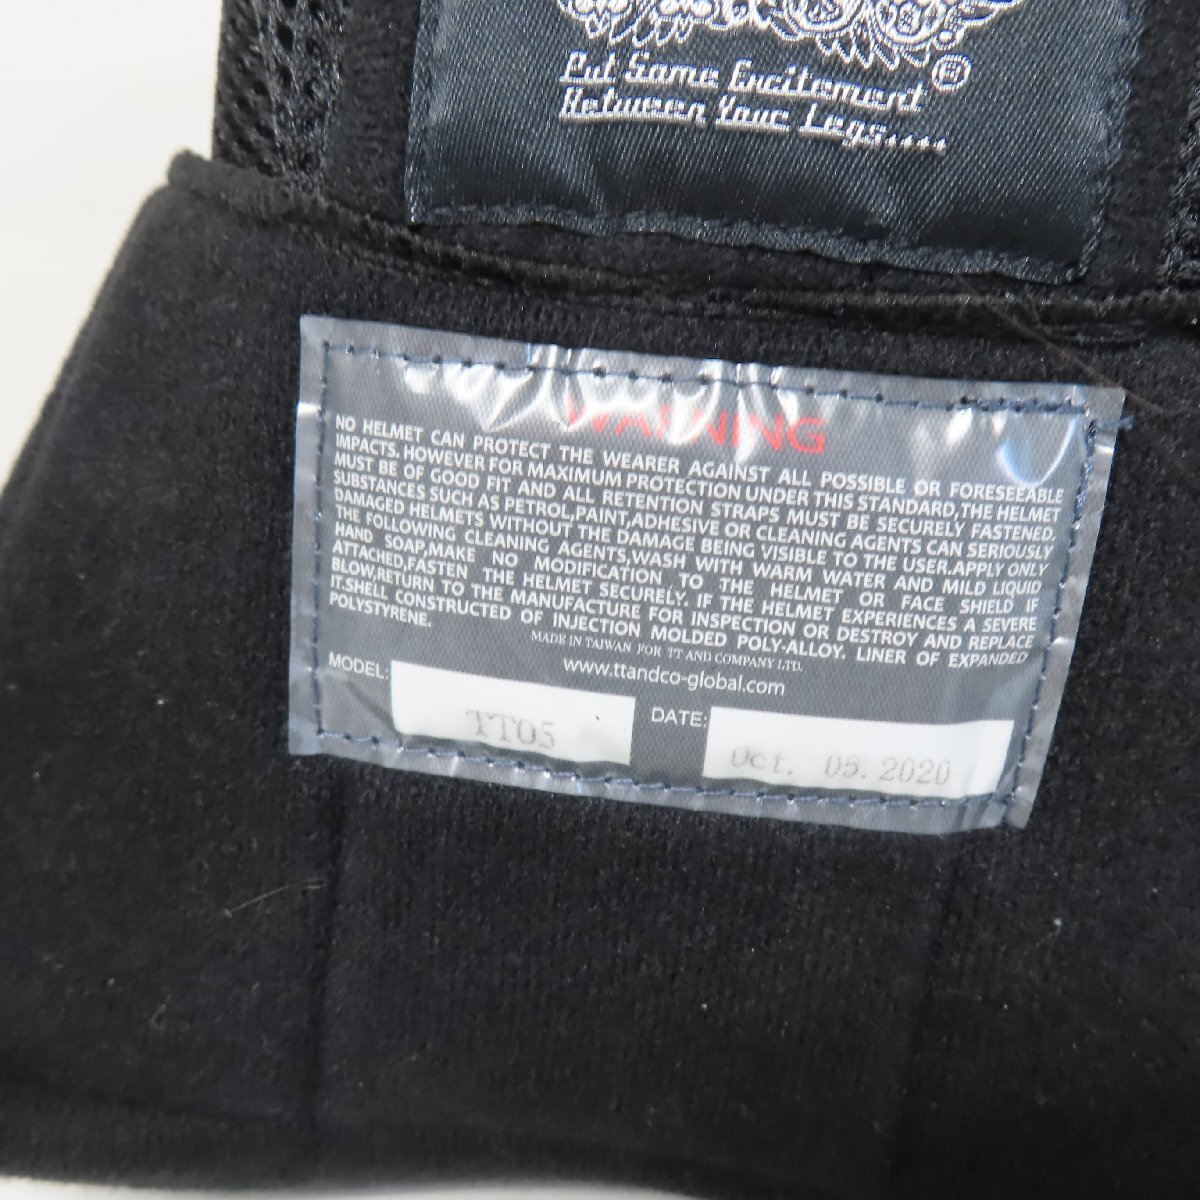 Put Some Excitement ®
Between Your Legs....
WARNING
NO HELMET CAN PROTECT THE WEARER AGAINST ALL POSSIBLE OR FORESEEABLE
IMPACTS. HOWEVER FOR MAXIMUM PROTECTION UNDER THIS STANDARD,THE HELMET
MUST BE OF GOOD FIT AND ALL RETENTION STRAPS MUST BE SECURELY FASTENED.
SUBSTANCES SUCH AS PETROL,PAINT,ADHESIVE OR CLEANING AGENTS CAN SERIOUSLY
DAMAGED HELMETS WITHOUT THE DAMAGE BEING VISIBLE TO THE USER.APPLY ONLY
THE FOLLOWING CLEANING AGENTS,WASH WITH WARM WATER AND MILD LIQUID
HAND SOAP,MAKE NO MODIFICATION TO THE HELMET OR FACE SHIELD IF
ATTACHED,FASTEN THE HELMET SECURELY. IF THE HELMET EXPERIENCES A SEVERE
BLOW,RETURN TO THE MANUFACTURE FOR INSPECTION OR DESTROY AND REPLACE
IT.SHELL CONSTRUCTED OF INJECTION MOLDED POLY-ALLOY. LINER OF EXPANDED
POLYSTYRENE.
MADE IN TAIWAN FOR TT AND COMPANY LTD.
www.ttandco-global.com
MODEL: TT05 DATE: Oct. 05. 2020